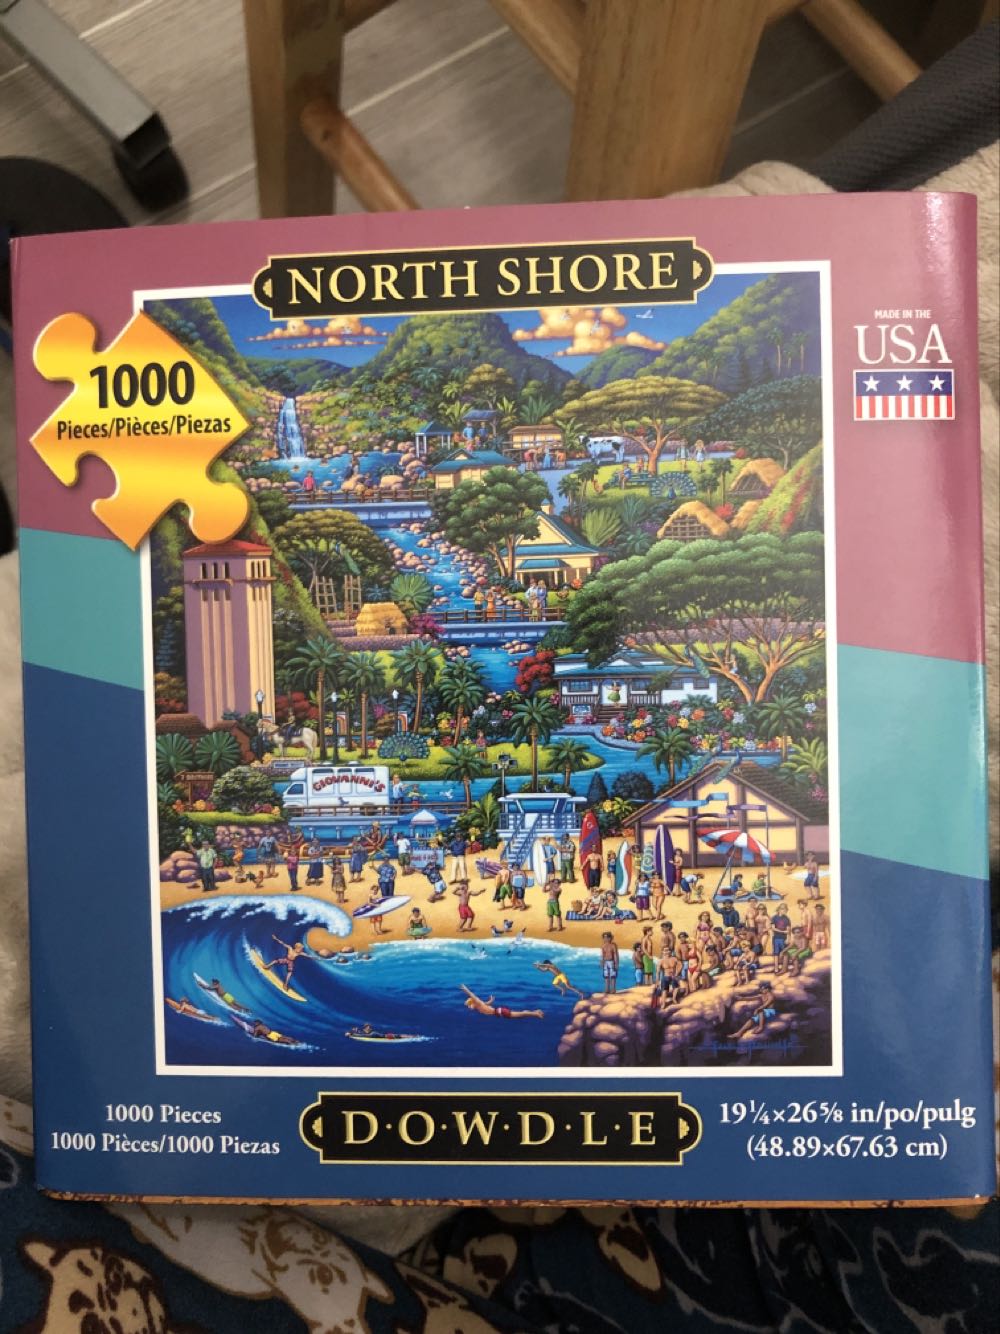 NORTH SHORE
1000
Pieces/Pièces/Piezas
MADE IN THE
USA
GIOVANNI'S
1000 Pieces
1000 Pièces/1000 Piezas
D·O·W·D·L·E
19¼×26⅝ in/po/pulg
(48.89×67.63 cm)